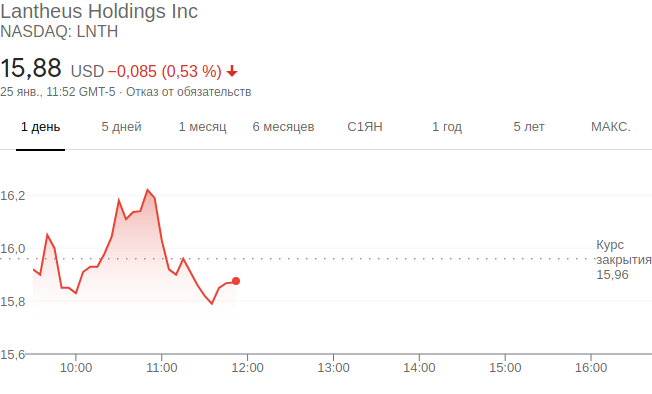 Lantheus Holdings Inc
NASDAQ: LNTH
15,88 USD −0,085 (0,53 %)
25 янв., 11:52 GMT-5 · Отказ от обязательств
1 день 5 дней 1 месяц 6 месяцев С1ЯН 1 год 5 лет МАКС.
16,2
16,0
Курс
закрытия
15,96
15,8
15,6
10:00 11:00 12:00 13:00 14:00 15:00 16:00